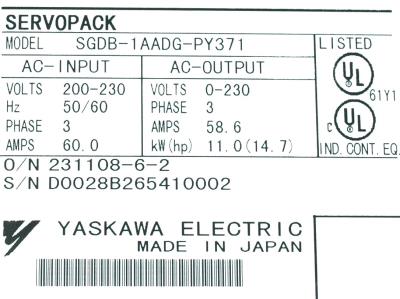 SERVOPACK
MODEL SGDB-1AADG-PY371 LISTED
AC-INPUT AC-OUTPUT
VOLTS 200-230 VOLTS 0-230
Hz 50/60 PHASE 3
PHASE 3 AMPS 58.6
AMPS 60.0 kW(hp) 11.0(14.7)
UL 61Y1
c UL
IND. CONT. EQ.
O/N 231108-6-2
S/N D0028B265410002
YASKAWA ELECTRIC
MADE IN JAPAN